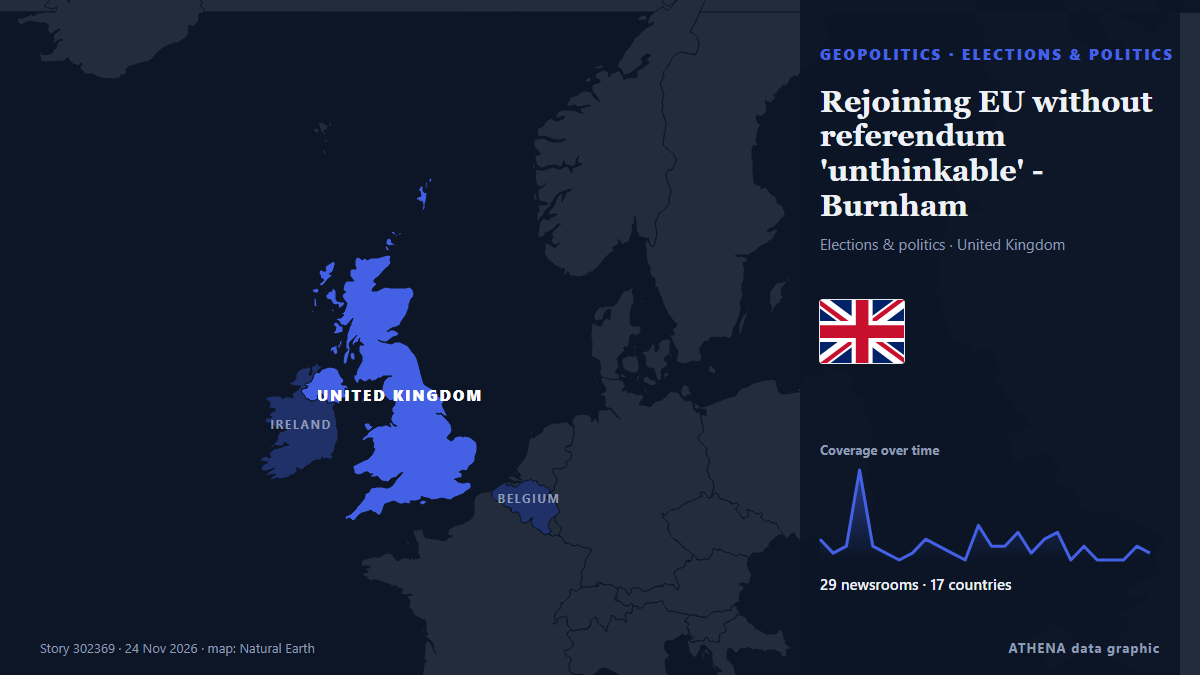 GEOPOLITICS · ELECTIONS & POLITICS
Rejoining EU without
referendum
'unthinkable' -
Burnham
Elections & politics · United Kingdom
UNITED KINGDOM
IRELAND
BELGIUM
Coverage over time
29 newsrooms · 17 countries
Story 302369 · 24 Nov 2026 · map: Natural Earth
ATHENA data graphic